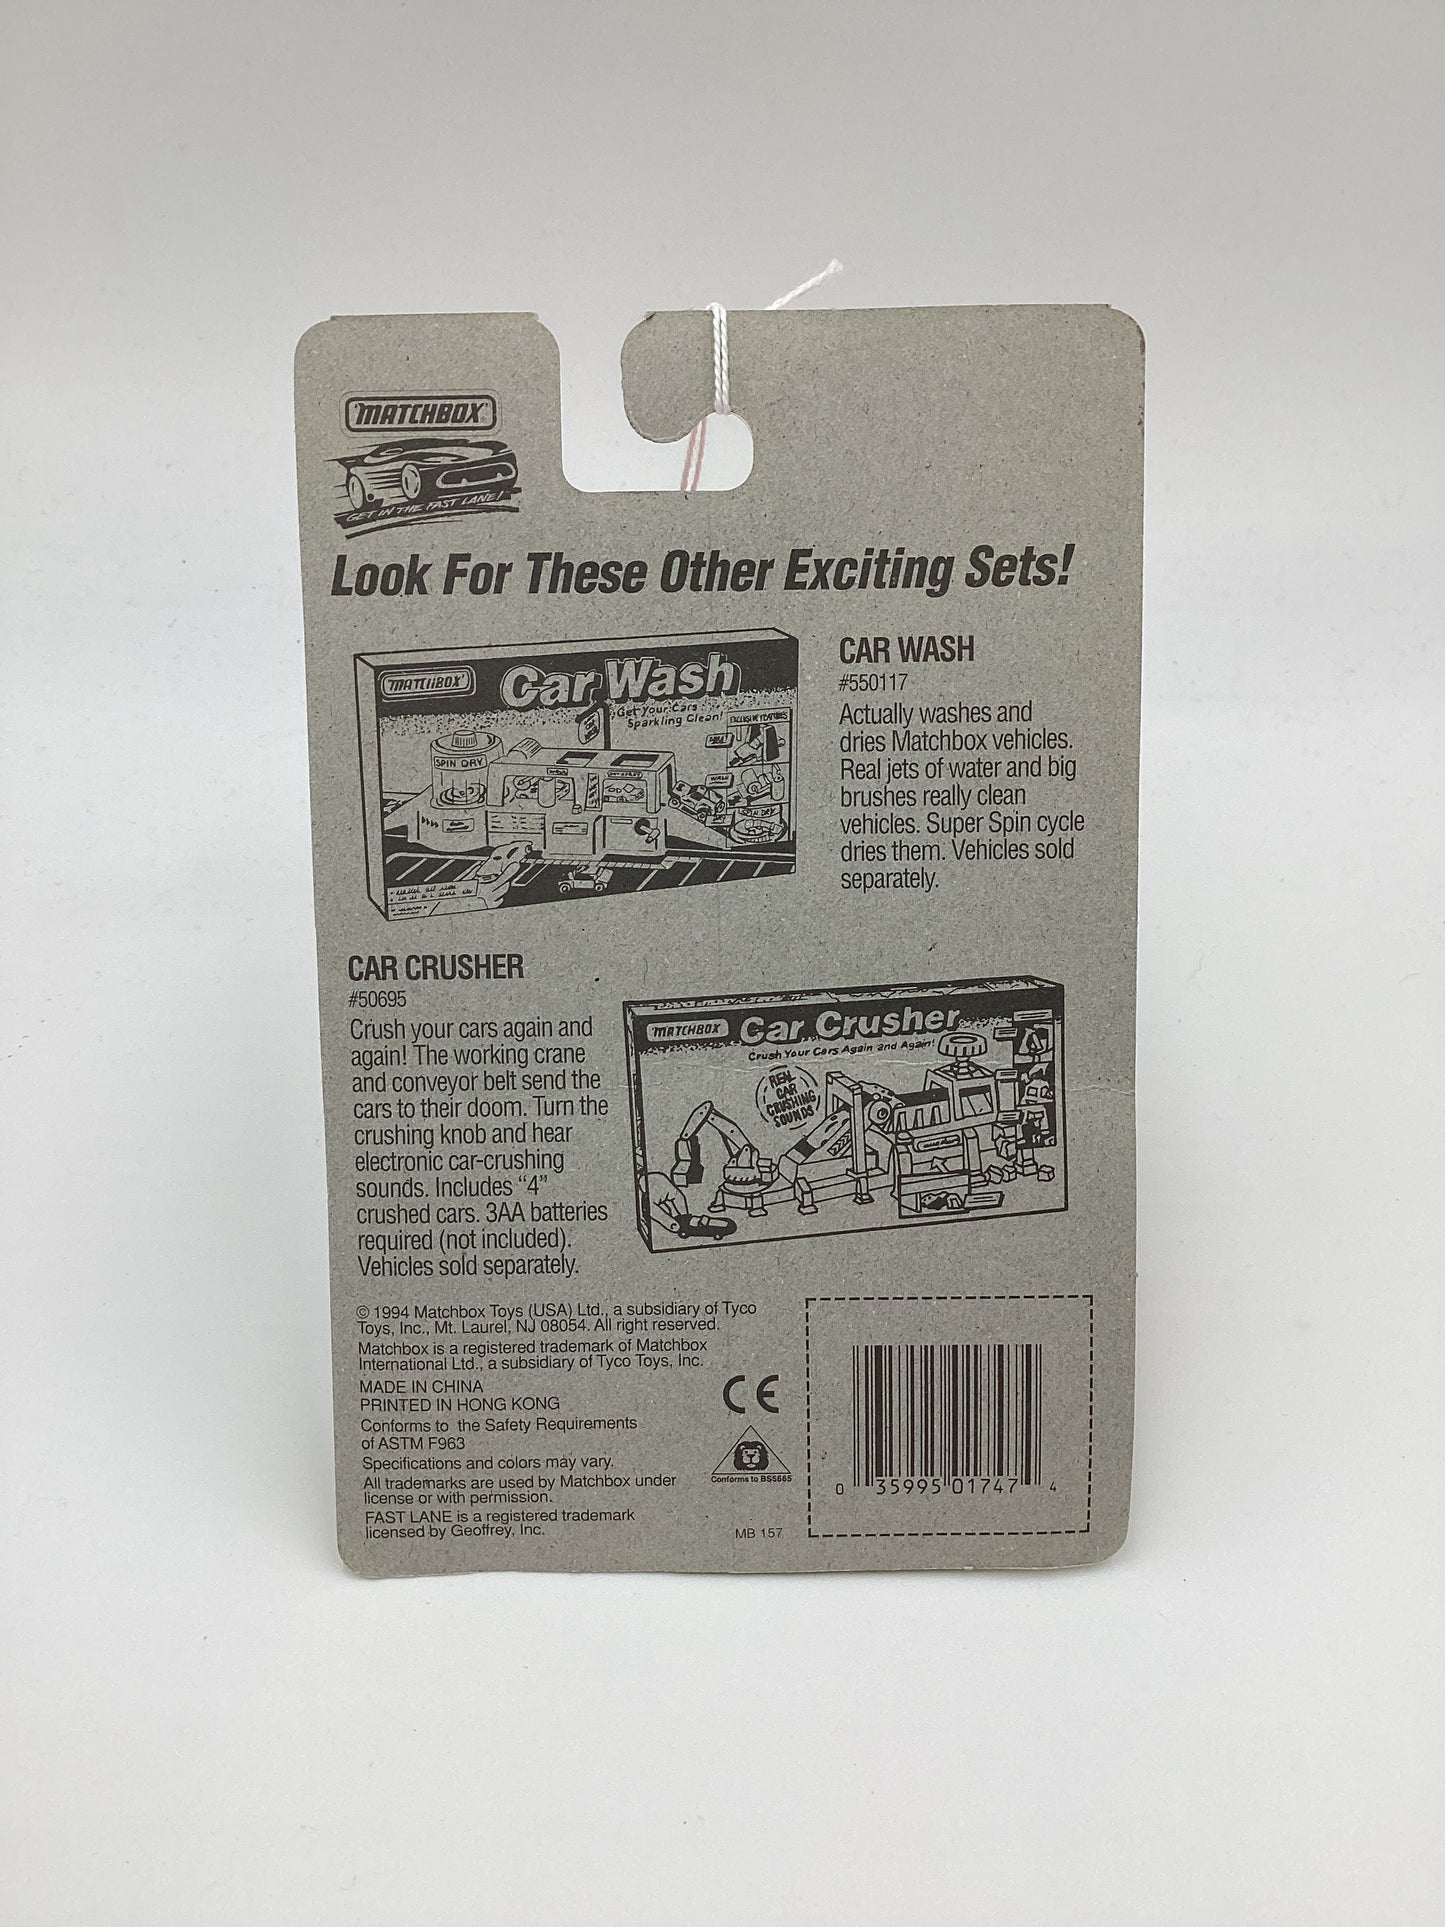 MATCHBOX
GET IN THE FAST LANE!
Look For These Other Exciting Sets!
MATCHBOX
Car Wash
Get Your Cars
Sparkling Clean!
EXCLUSIVE FEATURES
SPIN DRY
SPIN DRY
CAR WASH
#550117
Actually washes and
dries Matchbox vehicles.
Real jets of water and big
brushes really clean
vehicles. Super Spin cycle
dries them. Vehicles sold
separately.
CAR CRUSHER
#50695
Crush your cars again and
again! The working crane
and conveyor belt send the
cars to their doom. Turn the
crushing knob and hear
electronic car-crushing
sounds. Includes “4”
crushed cars. 3AA batteries
required (not included).
Vehicles sold separately.
MATCHBOX
Car Crusher
Crush Your Cars Again and Again!
REAL
CAR
CRUSHING
SOUNDS
© 1994 Matchbox Toys (USA) Ltd., a subsidiary of Tyco
Toys, Inc., Mt. Laurel, NJ 08054. All right reserved.
Matchbox is a registered trademark of Matchbox
International Ltd., a subsidiary of Tyco Toys, Inc.
MADE IN CHINA
PRINTED IN HONG KONG
Conforms to the Safety Requirements
of ASTM F963
Specifications and colors may vary.
All trademarks are used by Matchbox under
license or with permission.
FAST LANE is a registered trademark
licensed by Geoffrey, Inc.
CE
Conforms to BS5665
MB 157
0 35995 01747 4